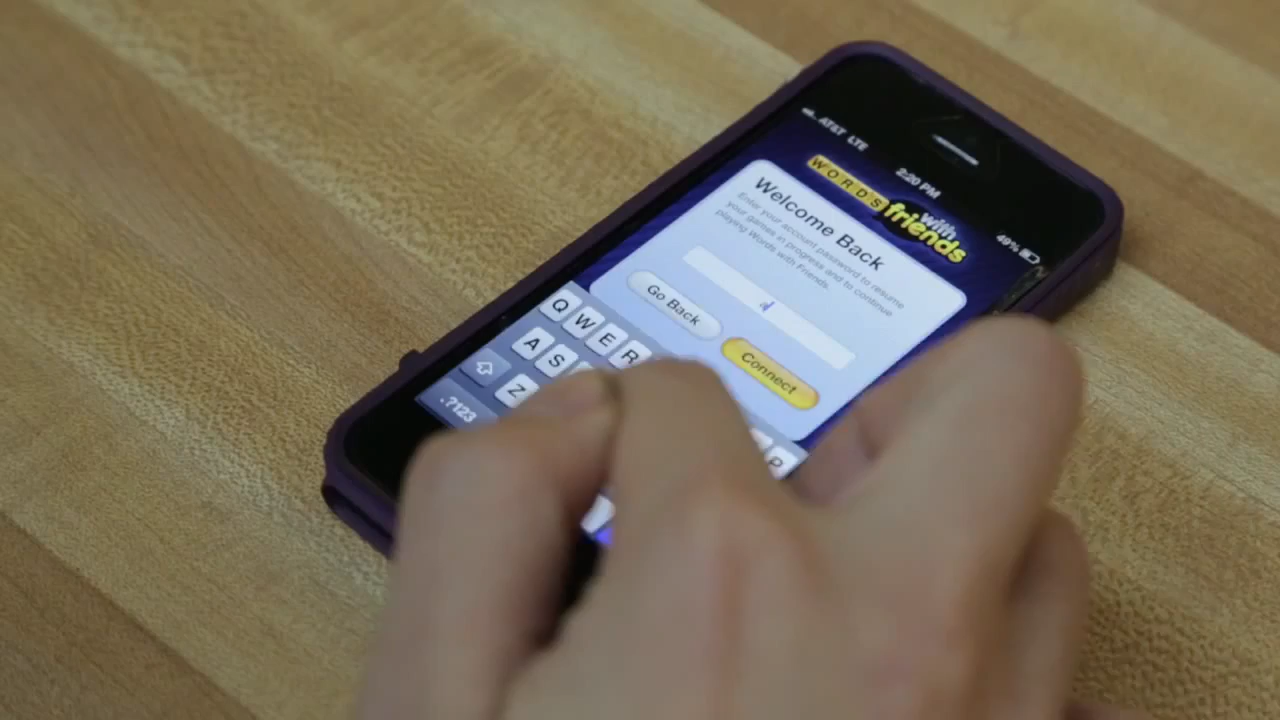 AT&T LTE
2:20 PM
49%
WORDS
with
friends
Welcome Back
Enter your account password to resume
your games in progress and to continue
playing Words with Friends.
Go Back
Connect
Q W E R
A S
Z
P
.?123